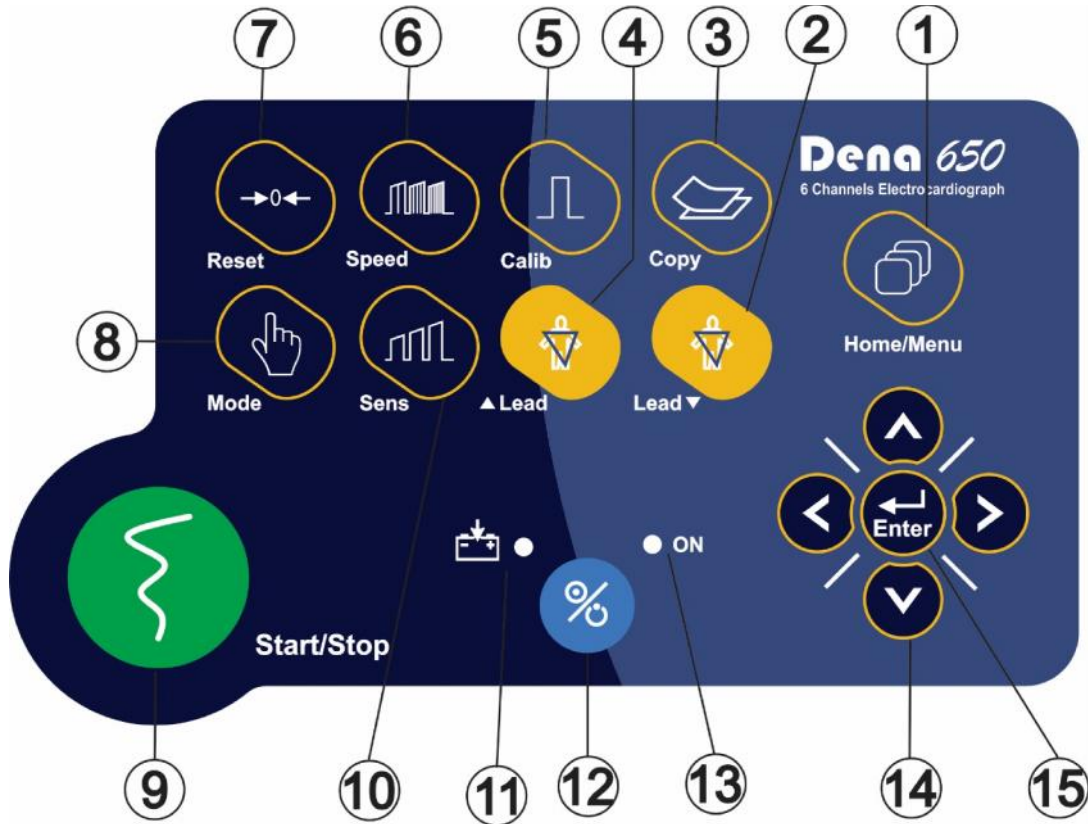 7 6 5 4 3 2 1
Dena 650
6 Channels Electrocardiograph
→0←
Reset Speed Calib Copy
8
Home/Menu
Mode Sens ▲Lead Lead▼
Enter
- +
ON
Start/Stop
9 10 11 12 13 14 15